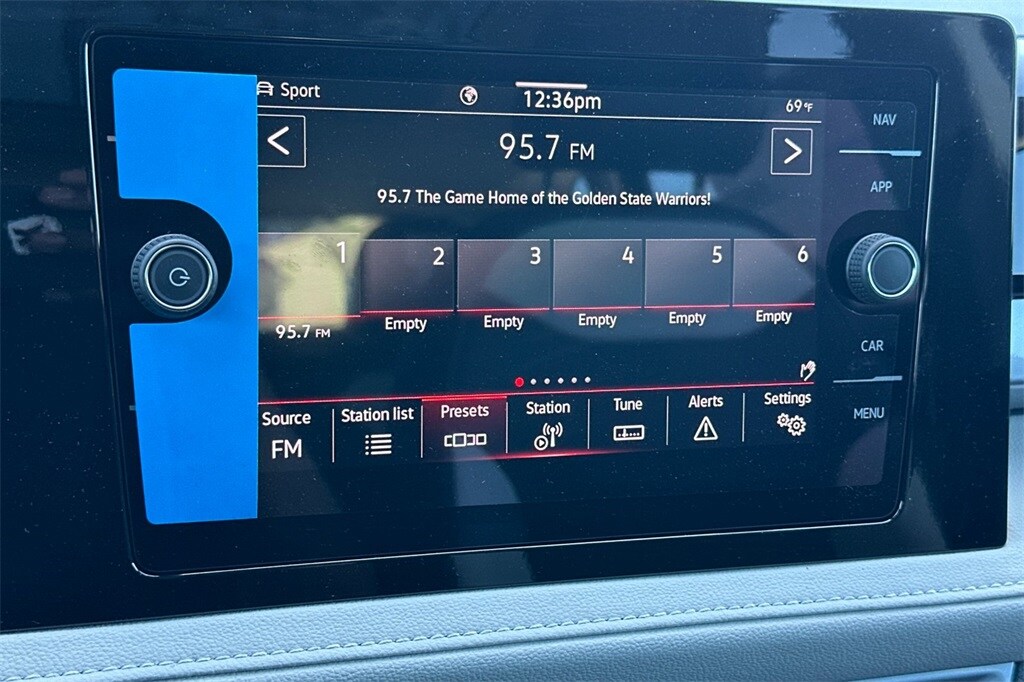 Sport
12:36pm
69°F
NAV
< 95.7 FM >
APP
95.7 The Game Home of the Golden State Warriors!
1 2 3 4 5 6
95.7 FM Empty Empty Empty Empty Empty
CAR
Source Station list Presets Station Tune Alerts Settings
FM
MENU